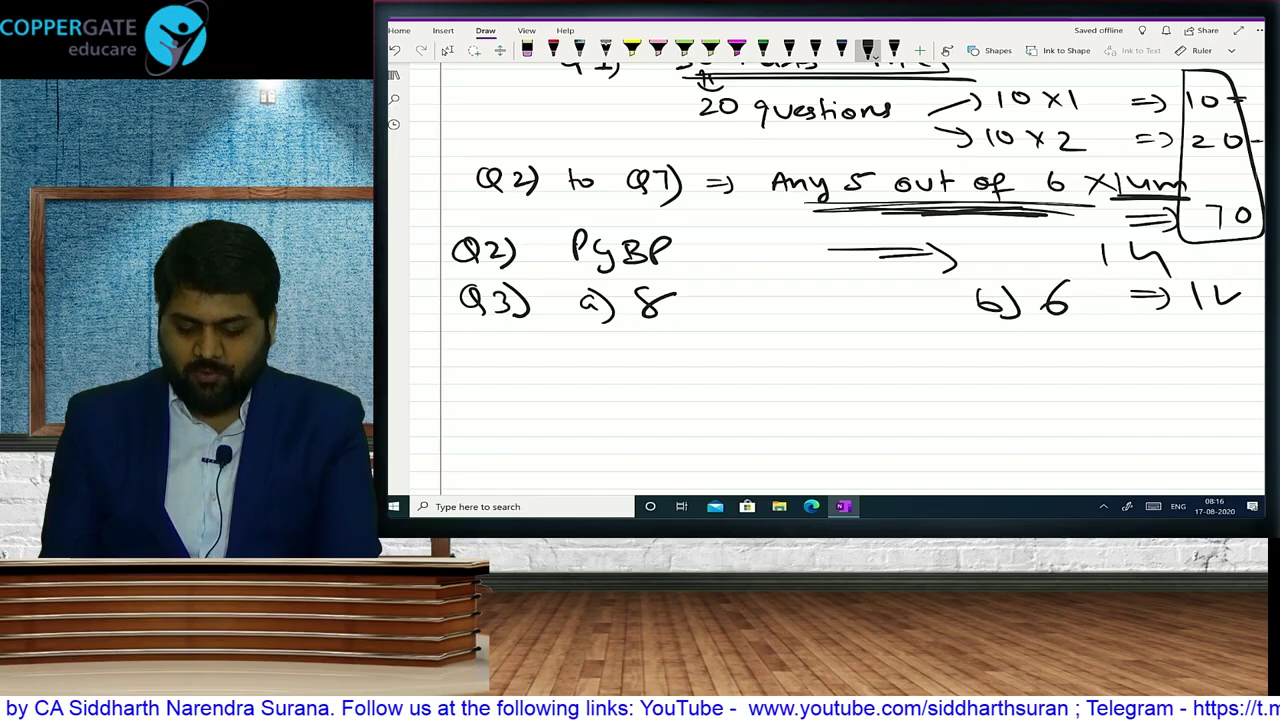 COPPERGATE
educare
Home Insert Draw View Help
Saved offline
Share
Shapes
Ink to Shape
Ink to Text
Ruler
20 questions → 10 x 1 => 10
→ 10 x 2 => 20
Q2) to Q7) => Any 5 out of 6 x 14m
=> 70
Q2) PGBP → 14
Q3) a) 8 b) 6 => 14
Type here to search
ENG
08:16
17-08-2020
by CA Siddharth Narendra Surana. Follow us at the following links: YouTube - www.youtube.com/siddharthsuran ; Telegram - https://t.m